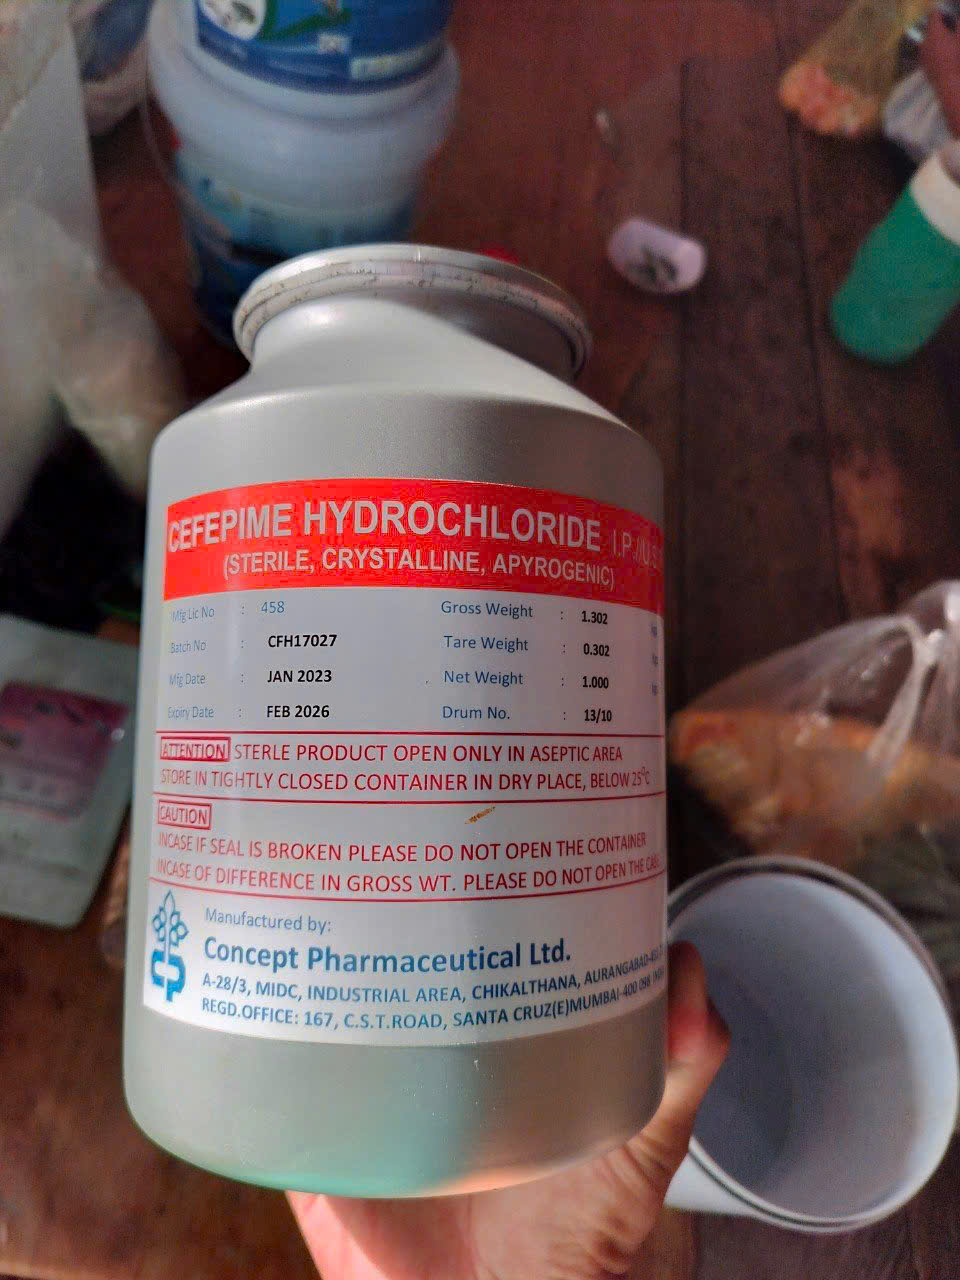 CEFEPIME HYDROCHLORIDE I.P./U.S
(STERILE, CRYSTALLINE, APYROGENIC)
Mfg Lic No : 458
Gross Weight : 1.302 kg
Batch No : CFH17027
Tare Weight : 0.302 kg
Mfg Date : JAN 2023
Net Weight : 1.000 kg
Expiry Date : FEB 2026
Drum No. : 13/10
ATTENTION STERLE PRODUCT OPEN ONLY IN ASEPTIC AREA
STORE IN TIGHTLY CLOSED CONTAINER IN DRY PLACE, BELOW 25°C
CAUTION
INCASE IF SEAL IS BROKEN PLEASE DO NOT OPEN THE CONTAINER
INCASE OF DIFFERENCE IN GROSS WT. PLEASE DO NOT OPEN THE
Manufactured by:
Concept Pharmaceutical Ltd.
A-28/3, MIDC, INDUSTRIAL AREA, CHIKALTHANA, AURANGABAD
REGD.OFFICE: 167, C.S.T.ROAD, SANTA CRUZ(E)MUMBAI-400 098